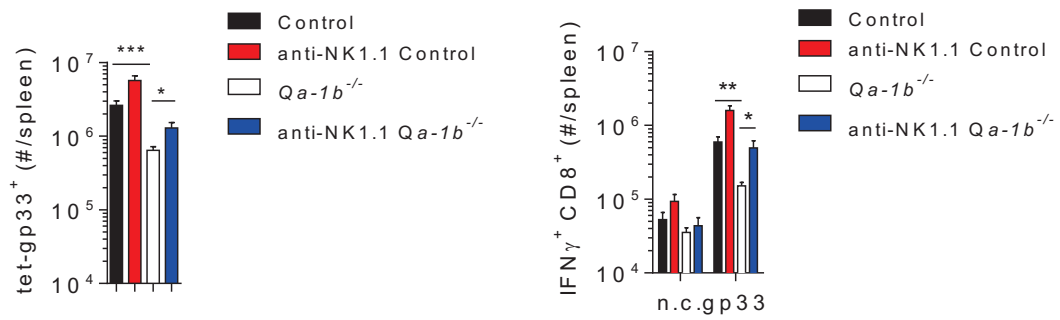 Control
anti-NK1.1 Control
Qa-1b-/-
anti-NK1.1 Qa-1b-/-
tet-gp33+ (#/spleen)
10^7
10^6
10^5
10^4
***
*
Control
anti-NK1.1 Control
Qa-1b-/-
anti-NK1.1 Qa-1b-/-
IFNγ+ CD8+ (#/spleen)
10^7
10^6
10^5
10^4
**
*
n.c. gp33